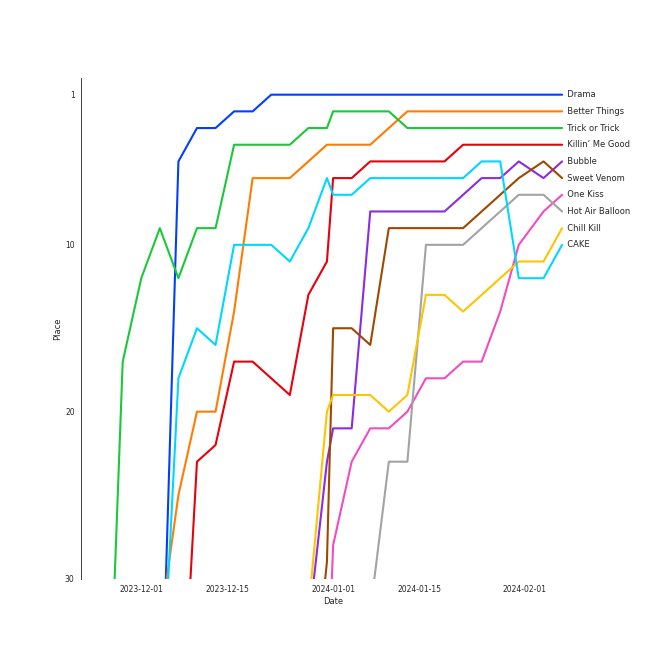 1
10
20
30
Place
2023-12-01
2023-12-15
2024-01-01
2024-01-15
2024-02-01
Date
Drama
Better Things
Trick or Trick
Killin' Me Good
Bubble
Sweet Venom
One Kiss
Hot Air Balloon
Chill Kill
CAKE